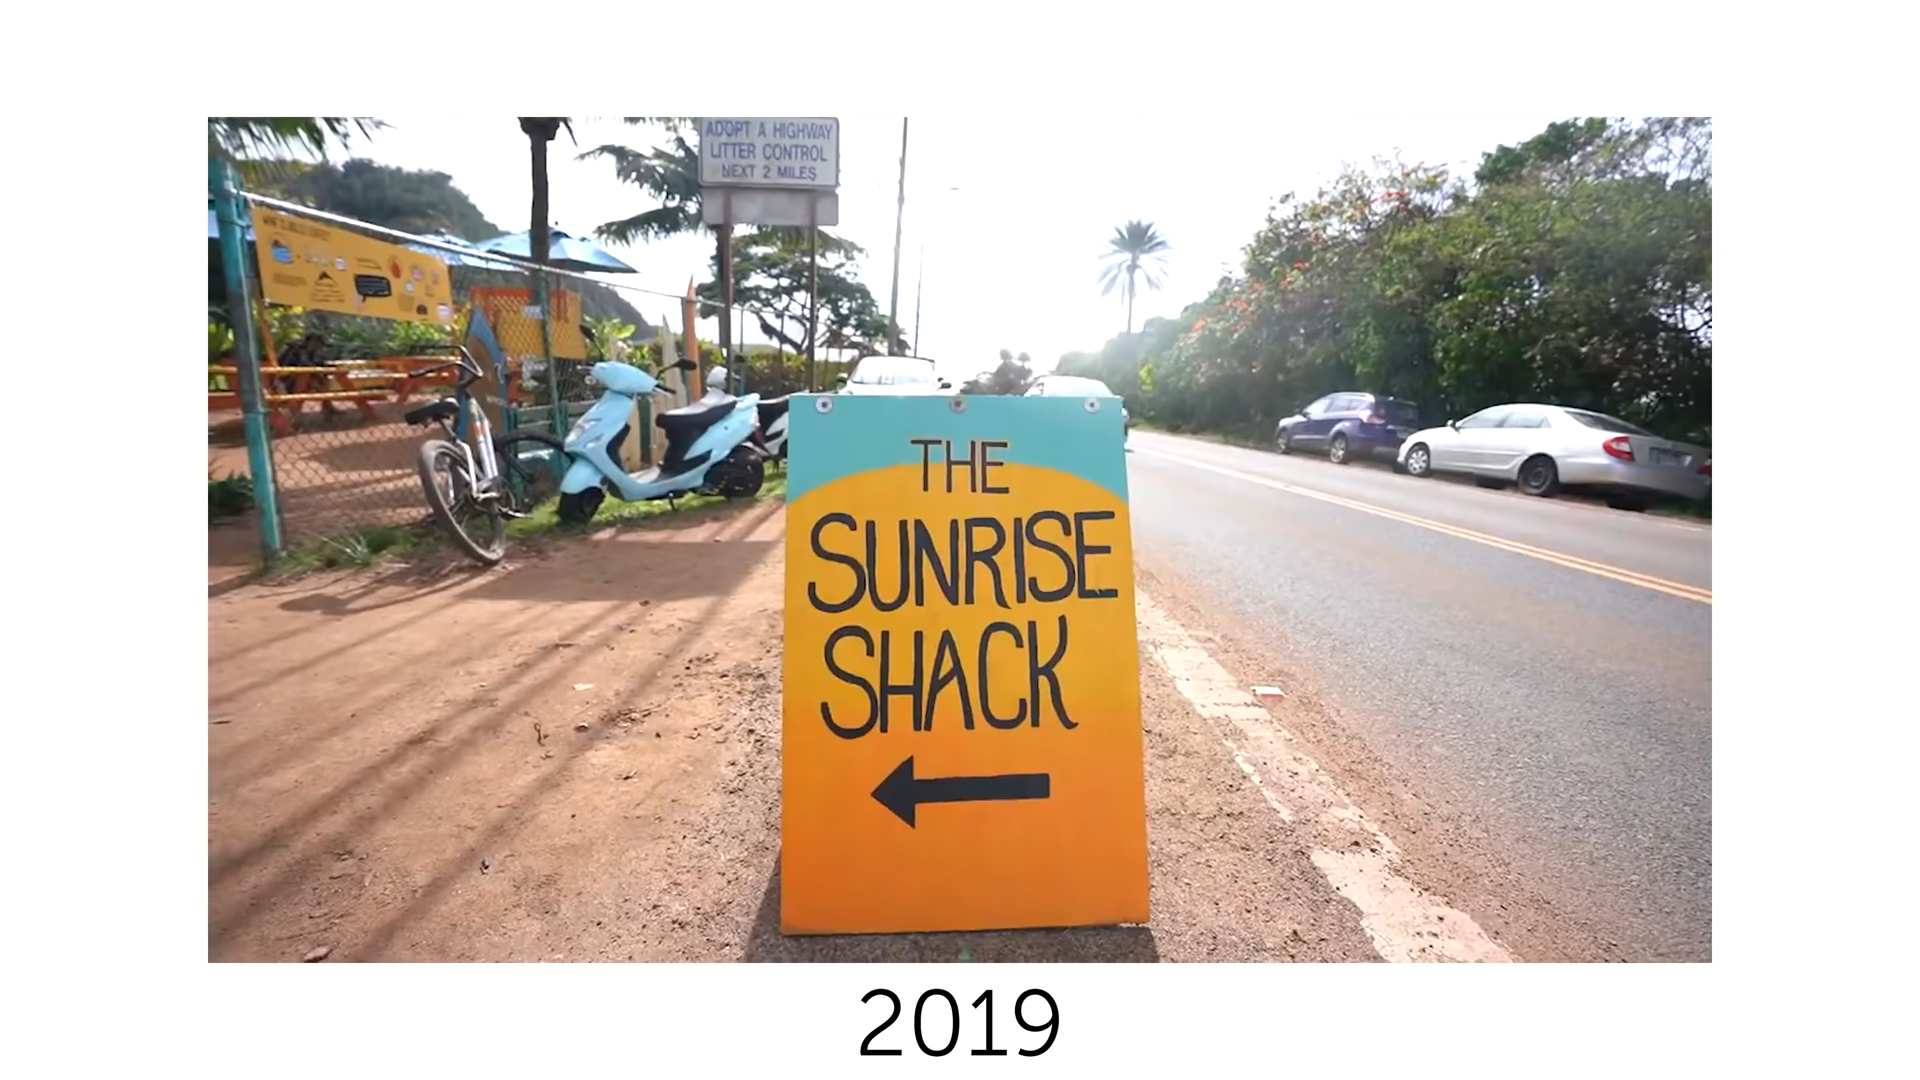 ADOPT A HIGHWAY
LITTER CONTROL
NEXT 2 MILES
THE
SUNRISE
SHACK
2019